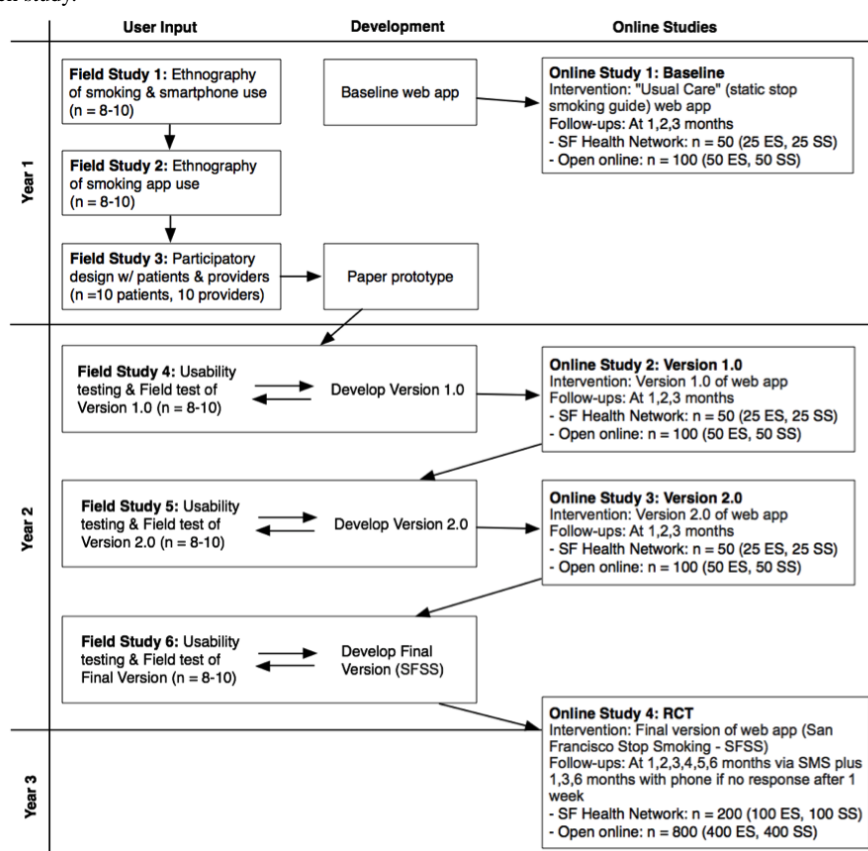 study.
User Input
Development
Online Studies
Year 1
Field Study 1: Ethnography
of smoking & smartphone use
(n = 8-10)
Baseline web app
Online Study 1: Baseline
Intervention: "Usual Care" (static stop
smoking guide) web app
Follow-ups: At 1,2,3 months
- SF Health Network: n = 50 (25 ES, 25 SS)
- Open online: n = 100 (50 ES, 50 SS)
Field Study 2:
Ethnography
of smoking app use
(n = 8-10)
Field Study 3: Participatory
design w/ patients & providers
(n =10 patients, 10 providers)
Paper prototype
Year 2
Field Study 4: Usability
testing & Field test of
Version 1.0 (n = 8-10)
Develop Version 1.0
Online Study 2: Version 1.0
Intervention: Version 1.0 of web app
Follow-ups: At 1,2,3 months
- SF Health Network: n = 50 (25 ES, 25 SS)
- Open online: n = 100 (50 ES, 50 SS)
Field Study 5: Usability
testing & Field test of
Version 2.0 (n = 8-10)
Develop Version 2.0
Online Study 3: Version 2.0
Intervention: Version 2.0 of web app
Follow-ups: At 1,2,3 months
- SF Health Network: n = 50 (25 ES, 25 SS)
- Open online: n = 100 (50 ES, 50 SS)
Field Study 6: Usability
testing & Field test of
Final Version (n = 8-10)
Develop Final
Version (SFSS)
Year 3
Online Study 4: RCT
Intervention: Final version of web app (San
Francisco Stop Smoking - SFSS)
Follow-ups: At 1,2,3,4,5,6 months via SMS plus
1,3,6 months with phone if no response after 1
week
- SF Health Network: n = 200 (100 ES, 100 SS)
- Open online: n = 800 (400 ES, 400 SS)